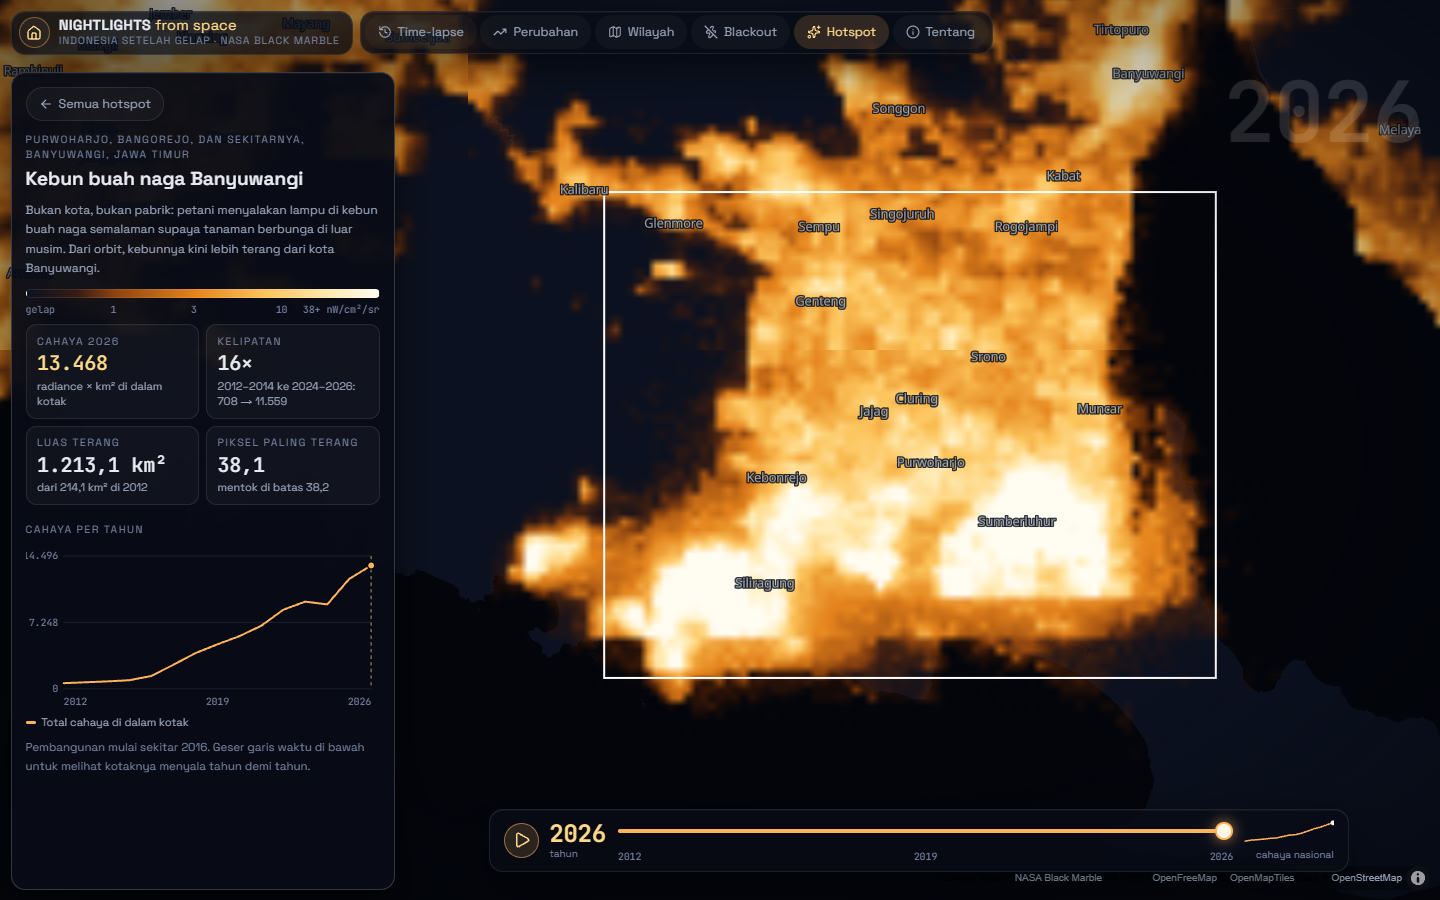 NIGHTLIGHTS from space
INDONESIA SETELAH GELAP · NASA BLACK MARBLE
Time-lapse
Perubahan
Wilayah
Blackout
Hotspot
Tentang
Jember
Mayang
Rambipuji
Semua hotspot
PURWOHARJO, BANGOREJO, DAN SEKITARNYA,
BANYUWANGI, JAWA TIMUR
Kebun buah naga Banyuwangi
Bukan kota, bukan pabrik: petani menyalakan lampu di kebun
buah naga semalaman supaya tanaman berbunga di luar
musim. Dari orbit, kebunnya kini lebih terang dari kota
Banyuwangi.
gelap 1 3 10 38+ nW/cm²/sr
CAHAYA 2026
13.468
radiance × km² di dalam
kotak
KELIPATAN
16×
2012–2014 ke 2024–2026:
708 → 11.559
LUAS TERANG
1.213,1 km²
dari 214,1 km² di 2012
PIKSEL PALING TERANG
38,1
mentok di batas 38,2
CAHAYA PER TAHUN
14.496
7.248
0
2012 2019 2026
Total cahaya di dalam kotak
Pembangunan mulai sekitar 2016. Geser garis waktu di bawah
untuk melihat kotaknya menyala tahun demi tahun.
Tirtopuro
Banyuwangi
2026
Songgon
Melaya
Kabat
Kalibaru
Singojuruh
Glenmore
Sempu
Rogojampi
Genteng
Srono
Cluring
Jajag
Muncar
Purwoharjo
Kebonrejo
Sumberluhur
Siliragung
2026
tahun
2012 2019 2026
cahaya nasional
NASA Black Marble OpenFreeMap OpenMapTiles OpenStreetMap